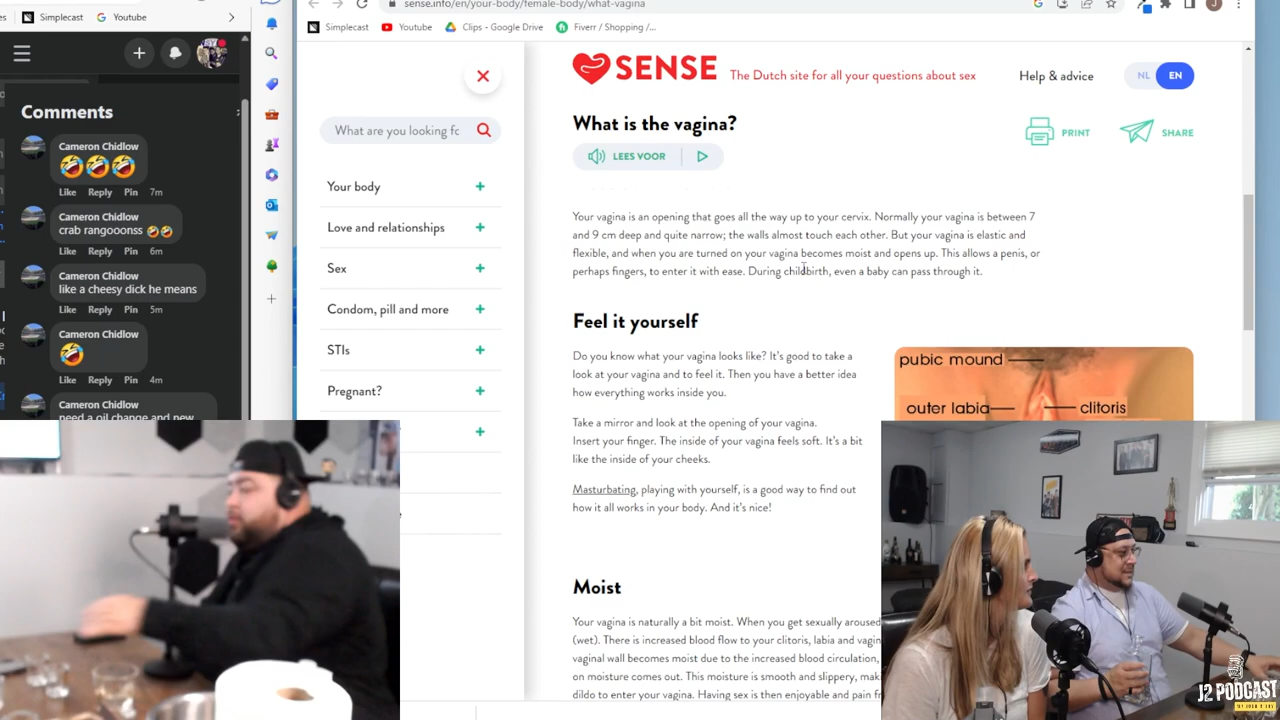 Simplecast
Youtube
Comments
Cameron Chidlow
🤣🤣🤣
Like Reply Pin 7m
Cameron Chidlow
crab rangooonss 🤣🤣
Like Reply Pin 6m
Cameron Chidlow
like a cheesy dick he means
Like Reply Pin 5m
Cameron Chidlow
🤣
Like Reply Pin 4m
Cameron Chidlow
need a oil change and new
sense.info/en/your-body/female-body/what-vagina
Simplecast Youtube Clips - Google Drive Fiverr / Shopping /...
What are you looking fo
Your body +
Love and relationships +
Sex +
Condom, pill and more +
STIs +
Pregnant? +
SENSE
The Dutch site for all your questions about sex
Help & advice
NL EN
What is the vagina?
LEES VOOR
PRINT SHARE
Your vagina is an opening that goes all the way up to your cervix. Normally your vagina is between 7
and 9 cm deep and quite narrow; the walls almost touch each other. But your vagina is elastic and
flexible, and when you are turned on your vagina becomes moist and opens up. This allows a penis, or
perhaps fingers, to enter it with ease. During childbirth, even a baby can pass through it.
Feel it yourself
Do you know what your vagina looks like? It's good to take a
look at your vagina and to feel it. Then you have a better idea
how everything works inside you.
Take a mirror and look at the opening of your vagina.
Insert your finger. The inside of your vagina feels soft. It's a bit
like the inside of your cheeks.
Masturbating, playing with yourself, is a good way to find out
how it all works in your body. And it's nice!
pubic mound
outer labia
clitoris
Moist
Your vagina is naturally a bit moist. When you get sexually aroused
(wet). There is increased blood flow to your clitoris, labia and vagin
vaginal wall becomes moist due to the increased blood circulation,
on moisture comes out. This moisture is smooth and slippery, mak
dildo to enter your vagina. Having sex is then enjoyable and pain fr
J2 PODCAST